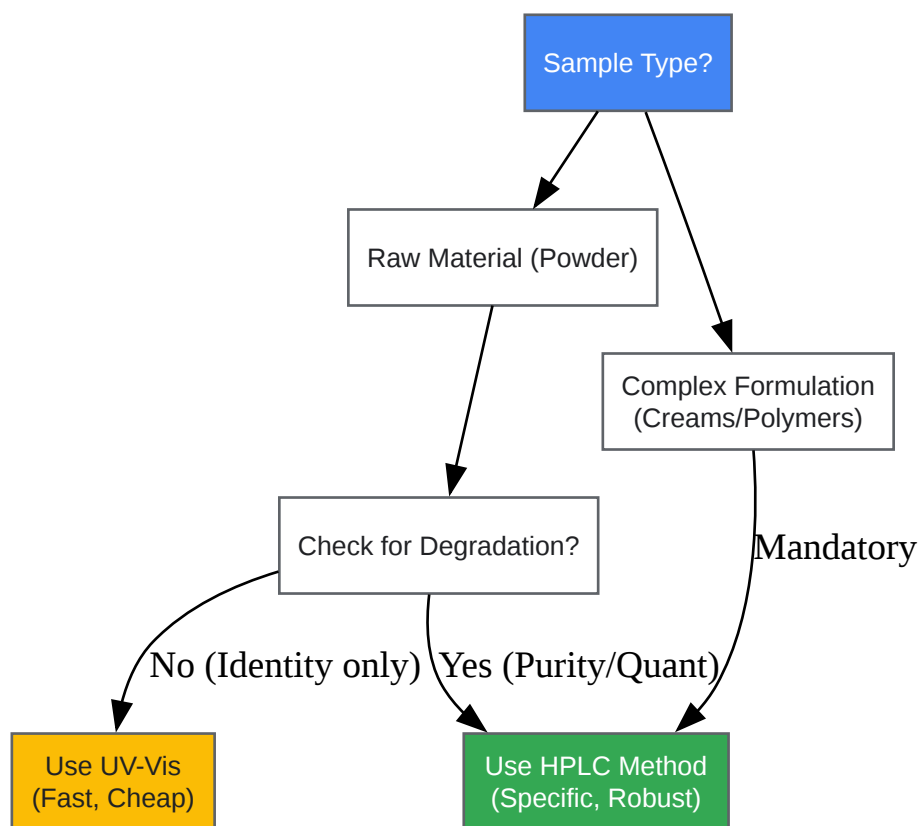 Sample Type?
Raw Material (Powder)
Complex Formulation
(Creams/Polymers)
Check for Degradation?
Mandatory
No (Identity only)
Yes (Purity/Quant)
Use UV-Vis
(Fast, Cheap)
Use HPLC Method
(Specific, Robust)